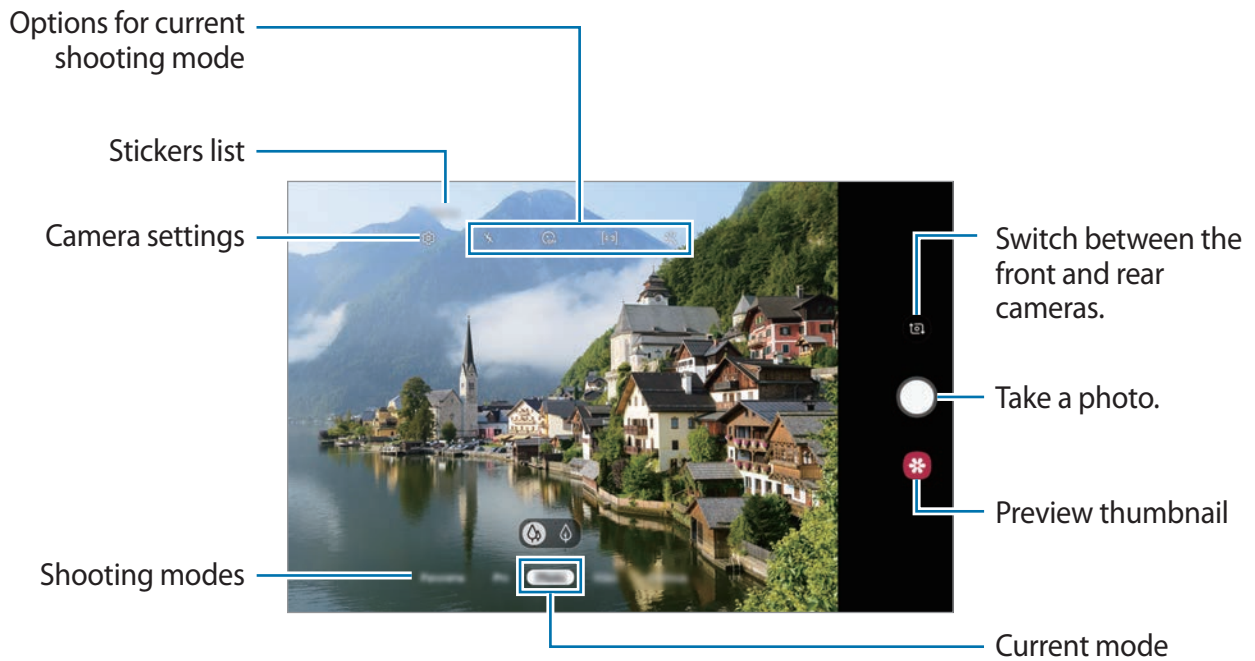 Options for current
shooting mode
Stickers list
Camera settings
Switch between the
front and rear
cameras.
Take a photo.
Preview thumbnail
Shooting modes
Current mode